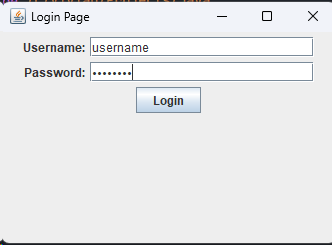 Login Page
Username: username
Password: ••••••••
Login